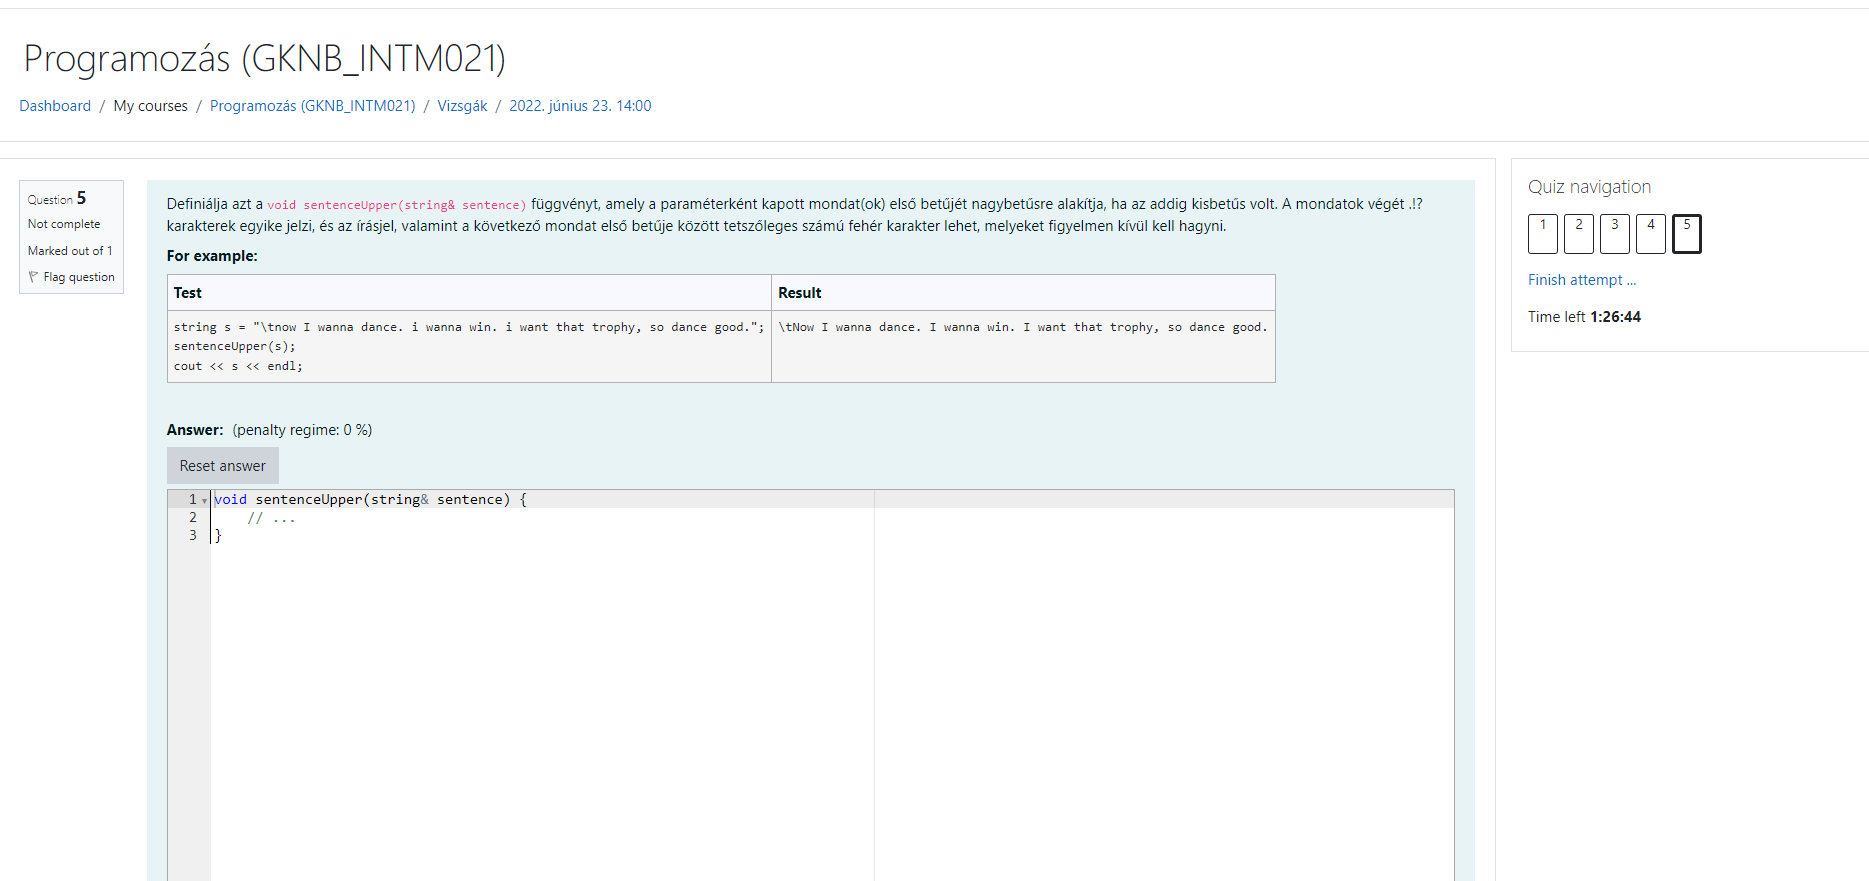 Programozás (GKNB_INTM021)
Dashboard / My courses / Programozás (GKNB_INTM021) / Vizsgák / 2022. június 23. 14:00
Question 5
Not complete
Marked out of 1
Flag question
Definiálja azt a void sentenceUpper(string& sentence) függvényt, amely a paraméterként kapott mondat(ok) első betűjét nagybetűsre alakítja, ha az addig kisbetűs volt. A mondatok végét .!?
karakterek egyike jelzi, és az írásjel, valamint a következő mondat első betűje között tetszőleges számú fehér karakter lehet, melyeket figyelmen kívül kell hagyni.
For example:
Test Result
string s = "\tnow I wanna dance. i wanna win. i want that trophy, so dance good."; \tNow I wanna dance. I wanna win. I want that trophy, so dance good.
sentenceUpper(s);
cout << s << endl;
Answer: (penalty regime: 0 %)
Reset answer
1 void sentenceUpper(string& sentence) {
2 // ...
3 }
Quiz navigation
1 2 3 4 5
Finish attempt ...
Time left 1:26:44